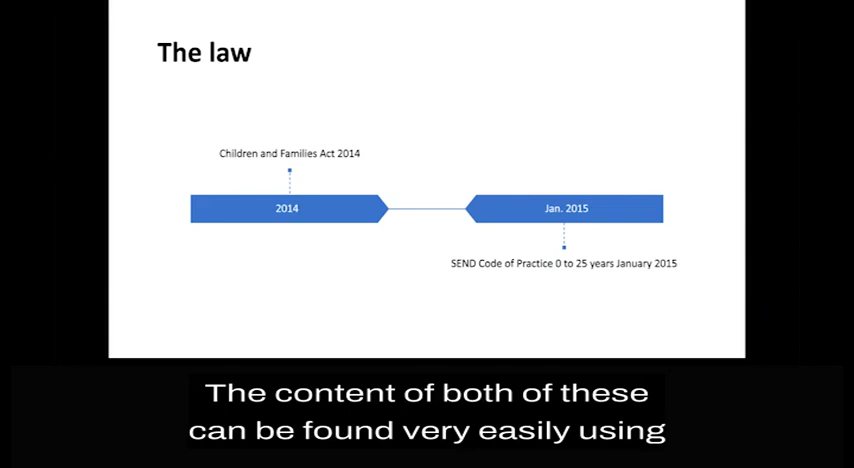 The law
Children and Families Act 2014
2014
Jan. 2015
SEND Code of Practice 0 to 25 years January 2015
The content of both of these
can be found very easily using